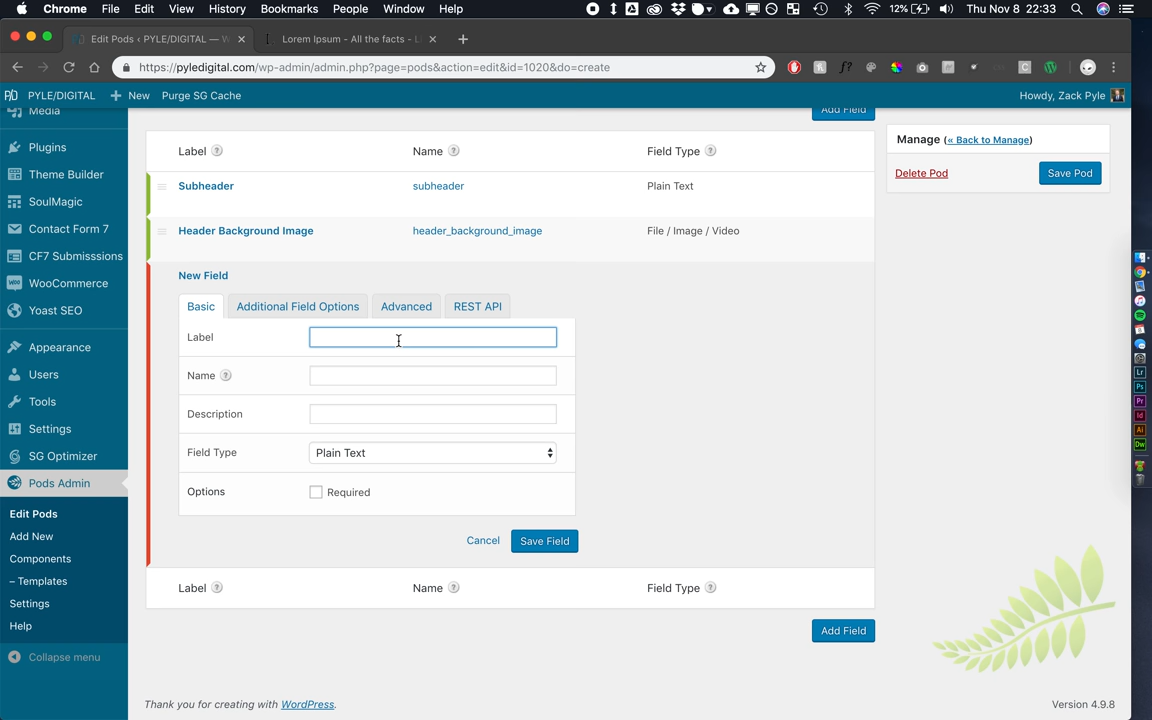 Chrome File Edit View History Bookmarks People Window Help 12% Thu Nov 8 22:33
Edit Pods ‹ PYLE/DIGITAL — W Lorem Ipsum - All the facts - L
https://pyledigital.com/wp-admin/admin.php?page=pods&action=edit&id=1020&do=create
PYLE/DIGITAL New Purge SG Cache Howdy, Zack Pyle
Media
Plugins
Theme Builder
SoulMagic
Contact Form 7
CF7 Submisssions
WooCommerce
Yoast SEO
Appearance
Users
Tools
Settings
SG Optimizer
Pods Admin
Edit Pods
Add New
Components
– Templates
Settings
Help
Collapse menu
Add Field
Label ? Name ? Field Type ?
Subheader subheader Plain Text
Header Background Image header_background_image File / Image / Video
New Field
Basic Additional Field Options Advanced REST API
Label
Name ?
Description
Field Type Plain Text
Options Required
Cancel Save Field
Label ? Name ? Field Type ?
Add Field
Manage (« Back to Manage)
Delete Pod Save Pod
Lr
Ps
Pr
Id
Ai
Dw
Thank you for creating with WordPress. Version 4.9.8